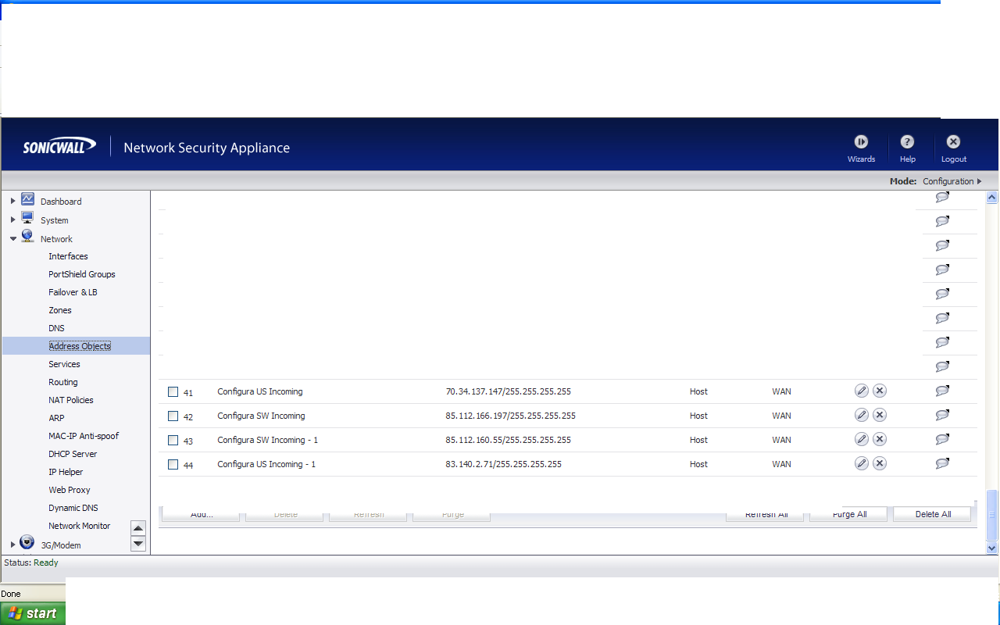 SONICWALL Network Security Appliance
Wizards Help Logout
Mode: Configuration
Dashboard
System
Network
Interfaces
PortShield Groups
Failover & LB
Zones
DNS
Address Objects
Services
Routing
NAT Policies
ARP
MAC-IP Anti-spoof
DHCP Server
IP Helper
Web Proxy
Dynamic DNS
Network Monitor
3G/Modem
41 Configura US Incoming 70.34.137.147/255.255.255.255 Host WAN
42 Configura SW Incoming 85.112.166.197/255.255.255.255 Host WAN
43 Configura SW Incoming - 1 85.112.160.55/255.255.255.255 Host WAN
44 Configura US Incoming - 1 83.140.2.71/255.255.255.255 Host WAN
Add... Delete Refresh Purge Refresh All Purge All Delete All
Status: Ready
Done
start